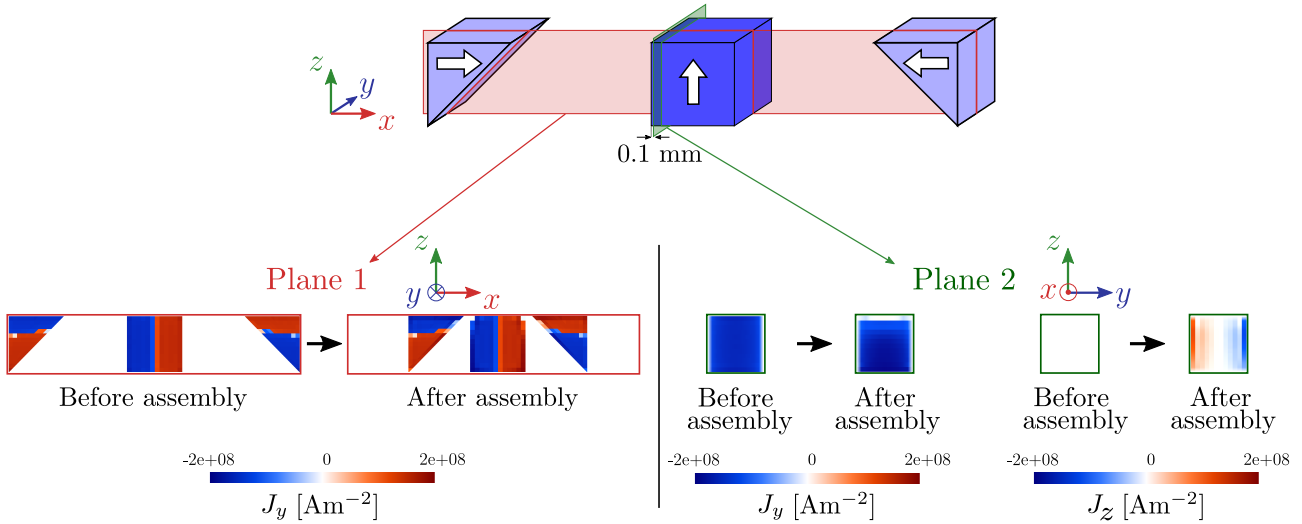 z
y
x
0.1 mm
Plane 1
z
y
x
Plane 2
z
x
y
Before assembly
After assembly
Before
assembly
After
assembly
Before
assembly
After
assembly
-2e+08
0
2e+08
J_y [Am⁻²]
-2e+08
0
2e+08
J_y [Am⁻²]
-2e+08
0
2e+08
J_z [Am⁻²]